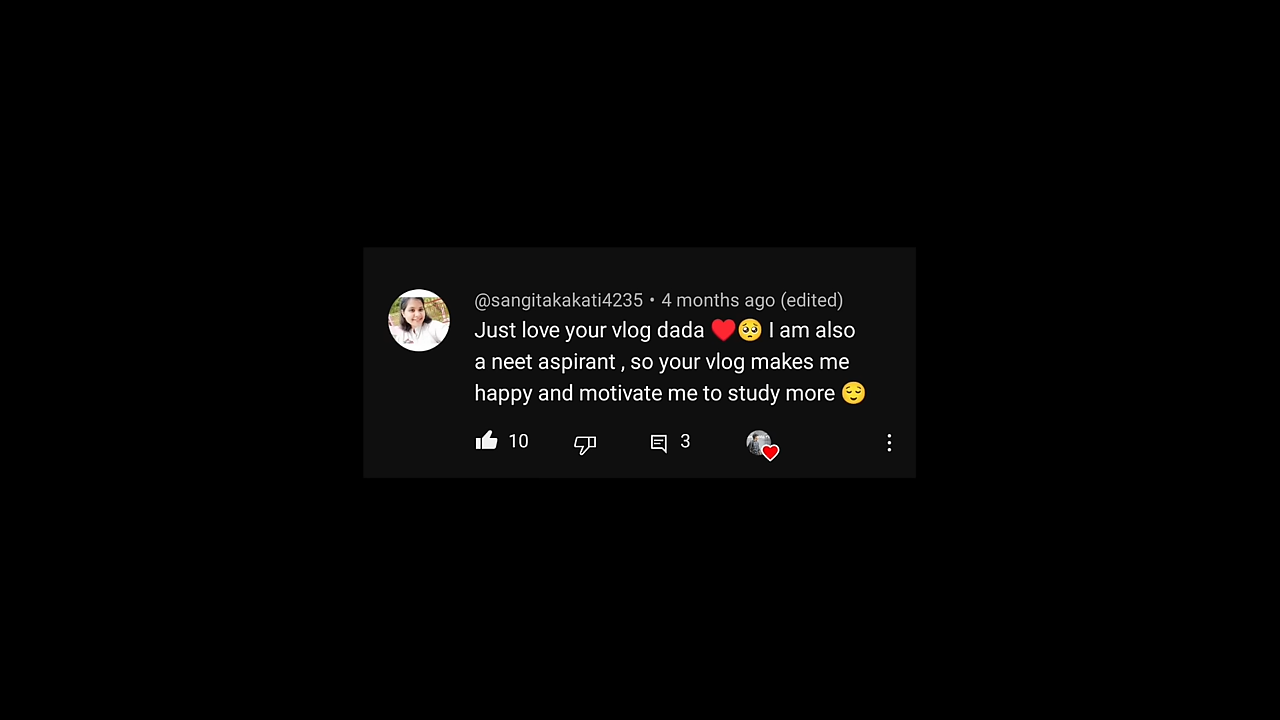 @sangitakakati4235 • 4 months ago (edited)
Just love your vlog dada ♥️🥺 I am also
a neet aspirant , so your vlog makes me
happy and motivate me to study more 😌
10 3